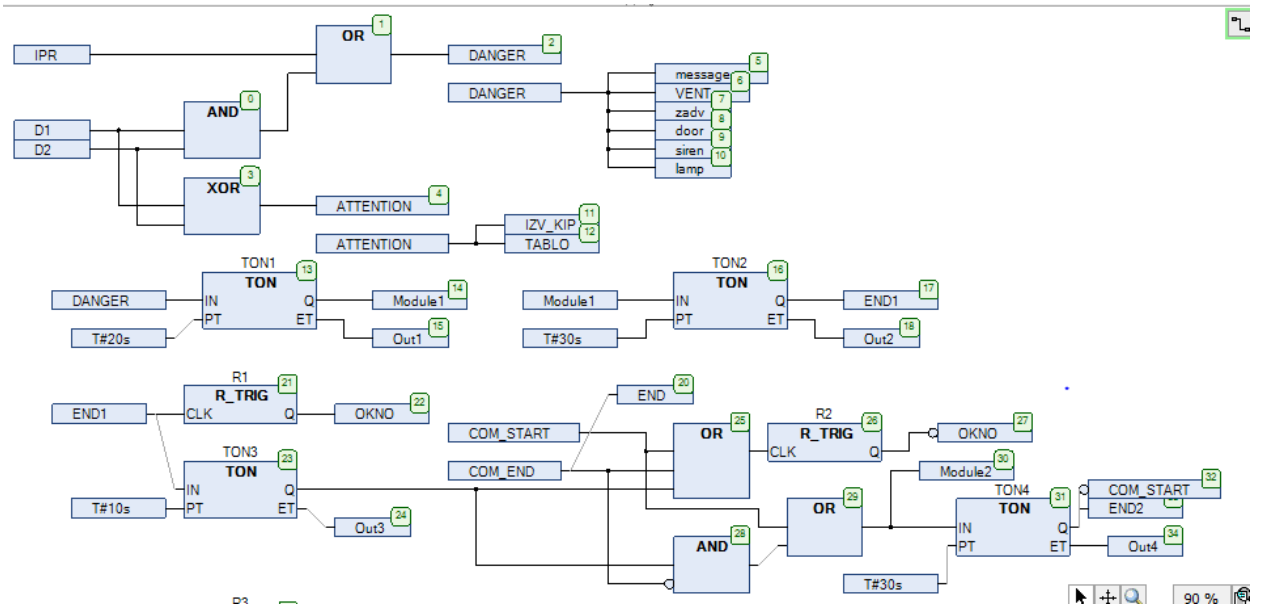 OR 1
IPR
DANGER 2
message 5
DANGER
VENT 6
AND 0
zadv 7
D1
door 8
D2
siren 9
lamp 10
XOR 3
ATTENTION 4
IZV_KIP 11
ATTENTION
TABLO 12
TON1
TON 13
DANGER
IN Q
Module1 14
T#20s
PT ET
Out1 15
TON2
TON 16
Module1
IN Q
END1 17
T#30s
PT ET
Out2 18
R1
R_TRIG 21
END1
CLK Q
OKNO 22
END 20
COM_START
OR 25
R2
R_TRIG 26
CLK Q
OKNO 27
TON3
TON 23
COM_END
Module2 30
IN Q
T#10s
PT ET
Out3 24
OR 29
TON4
TON 31
COM_START 32
END2
IN Q
PT ET
Out4 34
AND 28
T#30s
R3
90 %